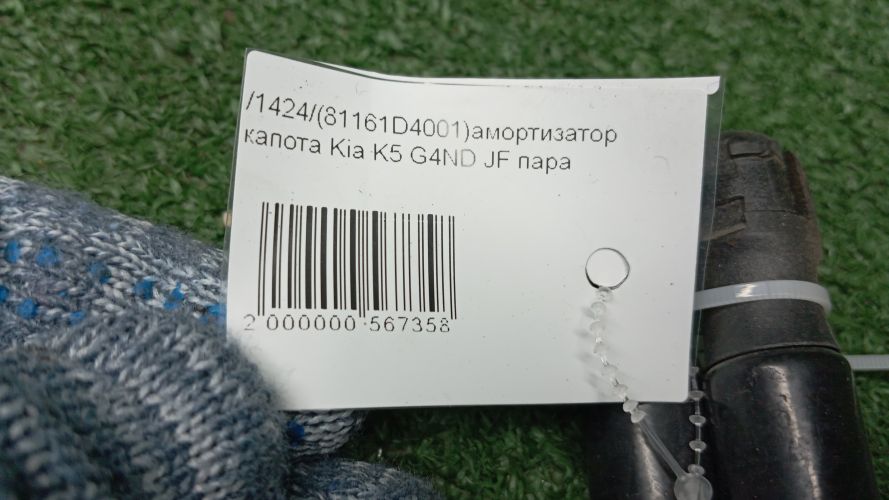 /1424/(81161D4001)амортизатор
капота Kia K5 G4ND JF пара
2 000000 567358